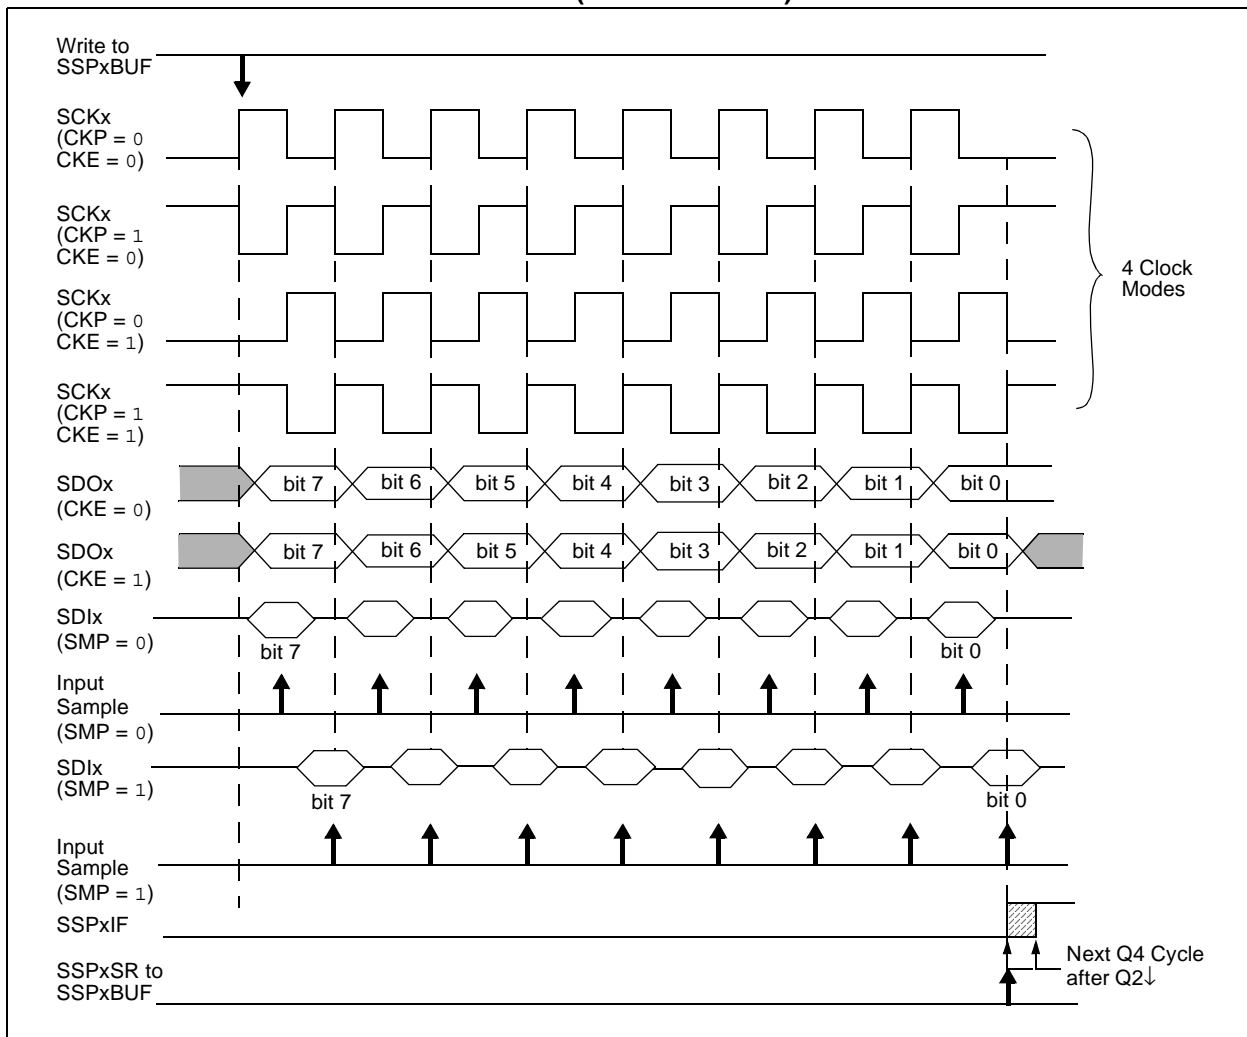 Write to
SSPxBUF
SCKx
(CKP = 0
CKE = 0)
SCKx
(CKP = 1
CKE = 0)
SCKx
(CKP = 0
CKE = 1)
SCKx
(CKP = 1
CKE = 1)
4 Clock
Modes
SDOx
(CKE = 0)
bit 7 bit 6 bit 5 bit 4 bit 3 bit 2 bit 1 bit 0
SDOx
(CKE = 1)
bit 7 bit 6 bit 5 bit 4 bit 3 bit 2 bit 1 bit 0
SDIx
(SMP = 0)
bit 7 bit 0
Input
Sample
(SMP = 0)
SDIx
(SMP = 1)
bit 7 bit 0
Input
Sample
(SMP = 1)
SSPxIF
SSPxSR to
SSPxBUF
Next Q4 Cycle
after Q2↓